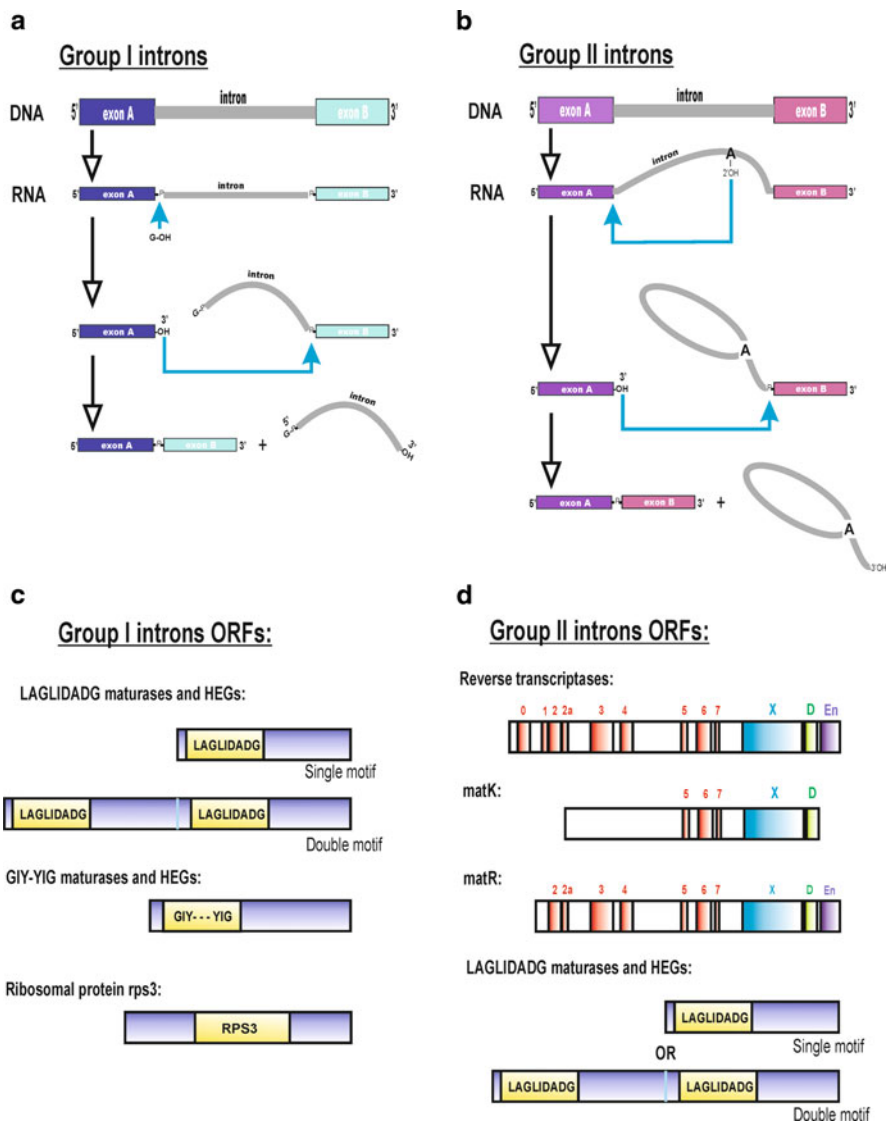 a
Group I introns
DNA 5' exon A intron exon B 3'
RNA 5' exon A P intron P exon B 3'
G-OH
5' exon A 3' -OH G-P intron P exon B 3'
5' exon A P exon B 3' + 5' G-P intron 3' OH
b
Group II introns
DNA 5' exon A intron exon B 3'
RNA 5' exon A intron A 2'OH exon B 3'
A
5' exon A 3' OH P exon B 3'
5' exon A P exon B 3' + A 3'OH
c
Group I introns ORFs:
LAGLIDADG maturases and HEGs:
LAGLIDADG
Single motif
LAGLIDADG LAGLIDADG
Double motif
GIY-YIG maturases and HEGs:
GIY- - - YIG
Ribosomal protein rps3:
RPS3
d
Group II introns ORFs:
Reverse transcriptases:
0 1 2 2a 3 4 5 6 7 X D En
matK:
5 6 7 X D
matR:
2 2a 3 4 5 6 7 X D En
LAGLIDADG maturases and HEGs:
LAGLIDADG
Single motif
OR
LAGLIDADG LAGLIDADG
Double motif